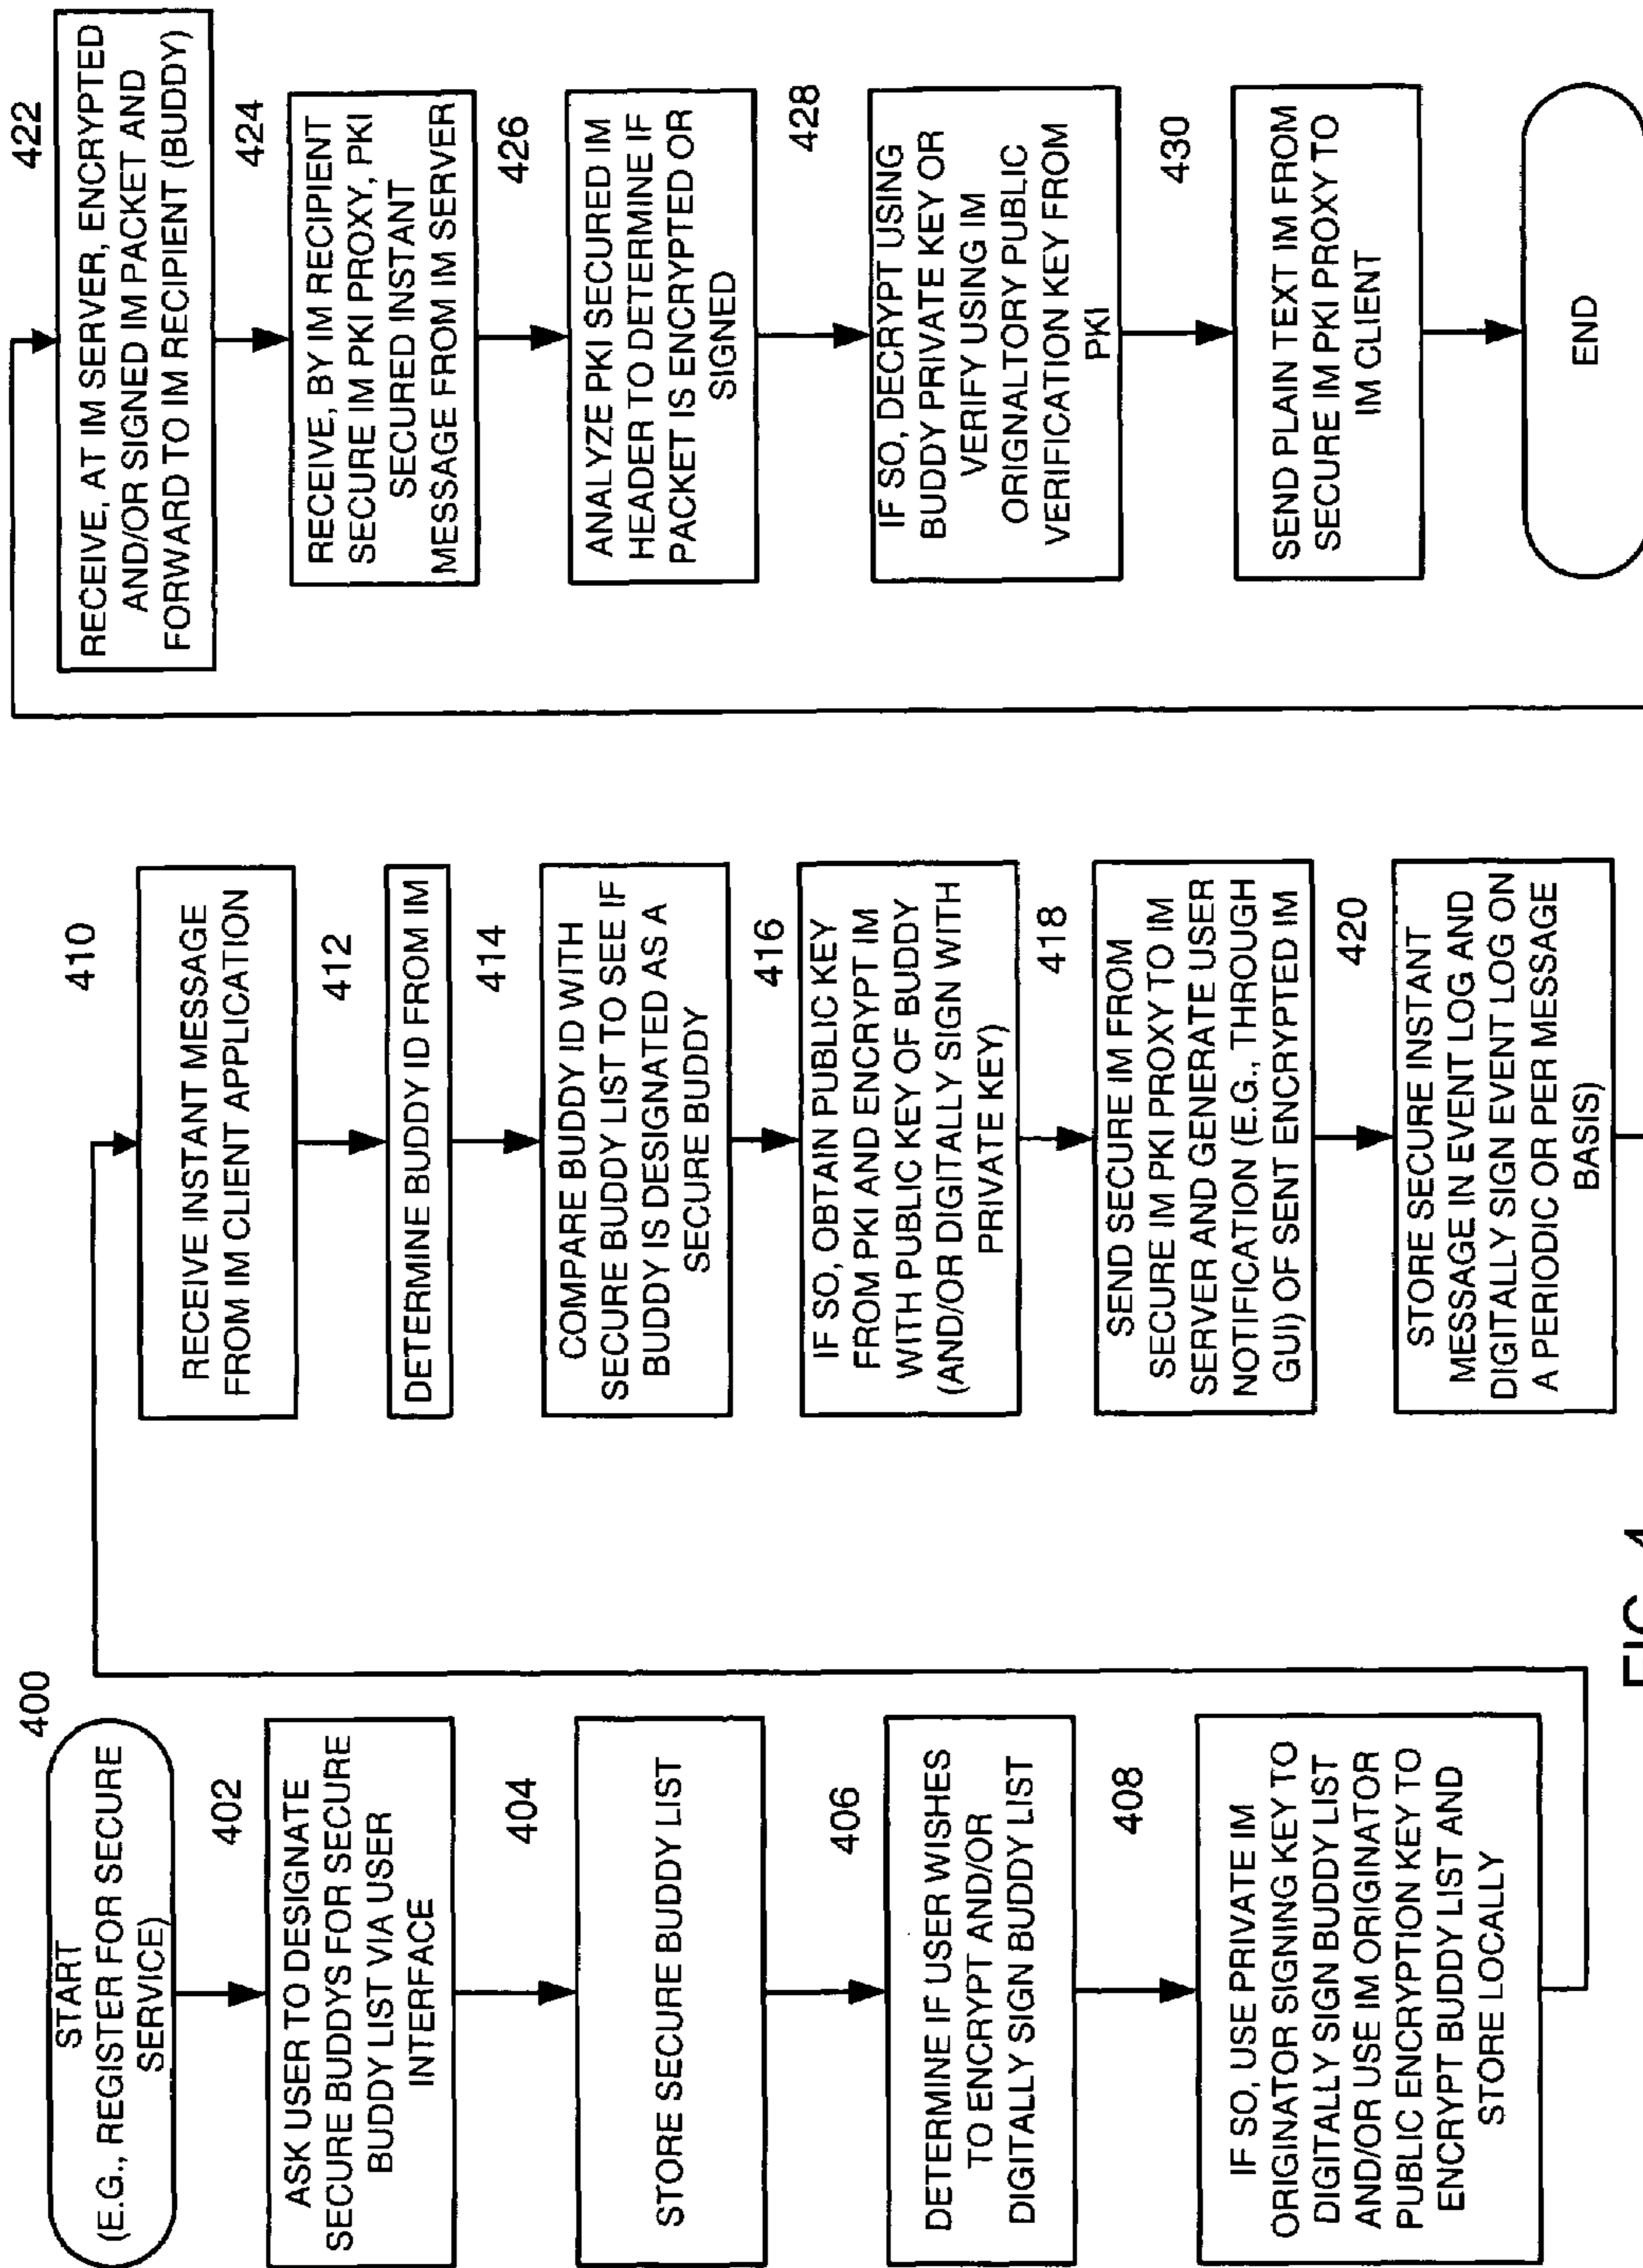 400
START
(E.G., REGISTER FOR SECURE
SERVICE)
402
ASK USER TO DESIGNATE
SECURE BUDDYS FOR SECURE
BUDDY LIST VIA USER
INTERFACE
404
STORE SECURE BUDDY LIST
406
DETERMINE IF USER WISHES
TO ENCRYPT AND/OR
DIGITALLY SIGN BUDDY LIST
408
IF SO, USE PRIVATE IM
ORIGINATOR SIGNING KEY TO
DIGITALLY SIGN BUDDY LIST
AND/OR USE IM ORIGINATOR
PUBLIC ENCRYPTION KEY TO
ENCRYPT BUDDY LIST AND
STORE LOCALLY
410
RECEIVE INSTANT MESSAGE
FROM IM CLIENT APPLICATION
412
DETERMINE BUDDY ID FROM IM
414
COMPARE BUDDY ID WITH
SECURE BUDDY LIST TO SEE IF
BUDDY IS DESIGNATED AS A
SECURE BUDDY
416
IF SO, OBTAIN PUBLIC KEY
FROM PKI AND ENCRYPT IM
WITH PUBLIC KEY OF BUDDY
(AND/OR DIGITALLY SIGN WITH
PRIVATE KEY)
418
SEND SECURE IM FROM
SECURE IM PKI PROXY TO IM
SERVER AND GENERATE USER
NOTIFICATION (E.G., THROUGH
GUI) OF SENT ENCRYPTED IM
420
STORE SECURE INSTANT
MESSAGE IN EVENT LOG AND
DIGITALLY SIGN EVENT LOG ON
A PERIODIC OR PER MESSAGE
BASIS)
422
RECEIVE, AT IM SERVER, ENCRYPTED
AND/OR SIGNED IM PACKET AND
FORWARD TO IM RECIPIENT (BUDDY)
424
RECEIVE, BY IM RECIPIENT
SECURE IM PKI PROXY, PKI
SECURED INSTANT
MESSAGE FROM IM SERVER
426
ANALYZE PKI SECURED IM
HEADER TO DETERMINE IF
PACKET IS ENCRYPTED OR
SIGNED
428
IF SO, DECRYPT USING
BUDDY PRIVATE KEY OR
VERIFY USING IM
ORIGNALTORY PUBLIC
VERIFICATION KEY FROM
PKI
430
SEND PLAIN TEXT IM FROM
SECURE IM PKI PROXY TO
IM CLIENT
END
FIG. 4